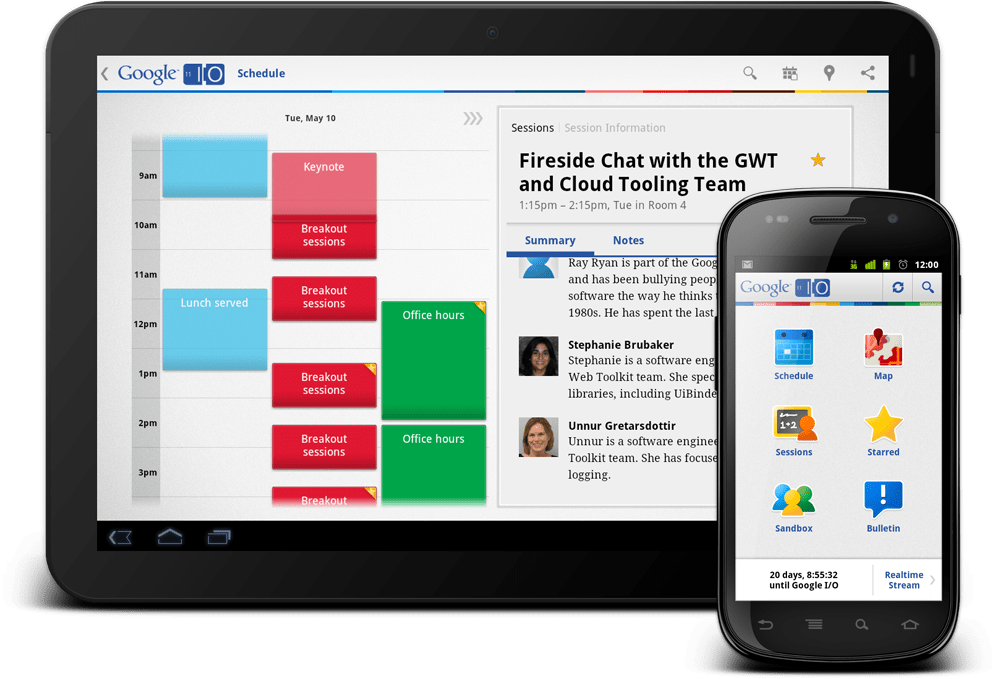 Google 11 IO Schedule
Tue, May 10
9am
10am
11am
12pm
1pm
2pm
3pm
Keynote
Breakout
sessions
Breakout
sessions
Lunch served
Office hours
Breakout
sessions
Breakout
sessions
Office hours
Breakout
Sessions Session Information
Fireside Chat with the GWT
and Cloud Tooling Team
1:15pm – 2:15pm, Tue in Room 4
Summary Notes
Ray Ryan is part of the Goog
and has been bullying peop
software the way he thinks
1980s. He has spent the last
Stephanie Brubaker
Stephanie is a software eng
Web Toolkit team. She spec
libraries, including UiBinde
Unnur Gretarsdottir
Unnur is a software enginee
Toolkit team. She has focuse
logging.
12:00
Google 11 IO
Schedule
Map
1+2
Sessions
Starred
Sandbox
Bulletin
20 days, 8:55:32
until Google I/O
Realtime
Stream